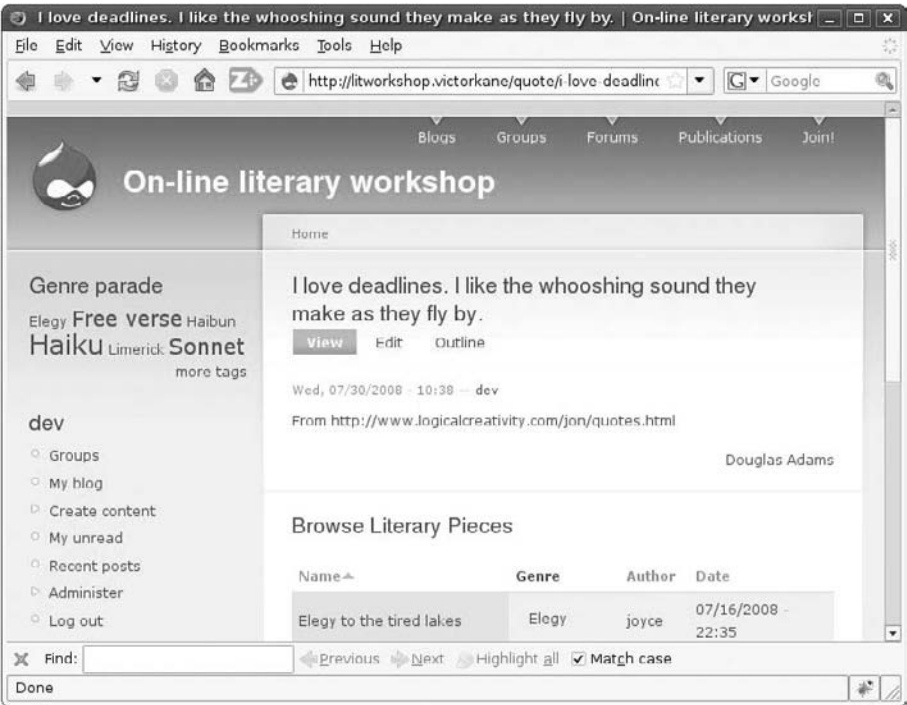 I love deadlines. I like the whooshing sound they make as they fly by. | On-line literary worksl
File Edit View History Bookmarks Tools Help
http://litworkshop.victorkane/quote/i-love-deadline
G Google
Blogs Groups Forums Publications Join!
On-line literary workshop
Home
Genre parade
Elegy Free verse Haibun
Haiku Limerick Sonnet
more tags
dev
Groups
My blog
Create content
My unread
Recent posts
Administer
Log out
I love deadlines. I like the whooshing sound they
make as they fly by.
View Edit Outline
Wed, 07/30/2008 - 10:38 — dev
From http://www.logicalcreativity.com/jon/quotes.html
Douglas Adams
Browse Literary Pieces
Name Genre Author Date
Elegy to the tired lakes Elegy joyce 07/16/2008 -
22:35
Find: Previous Next Highlight all Match case
Done